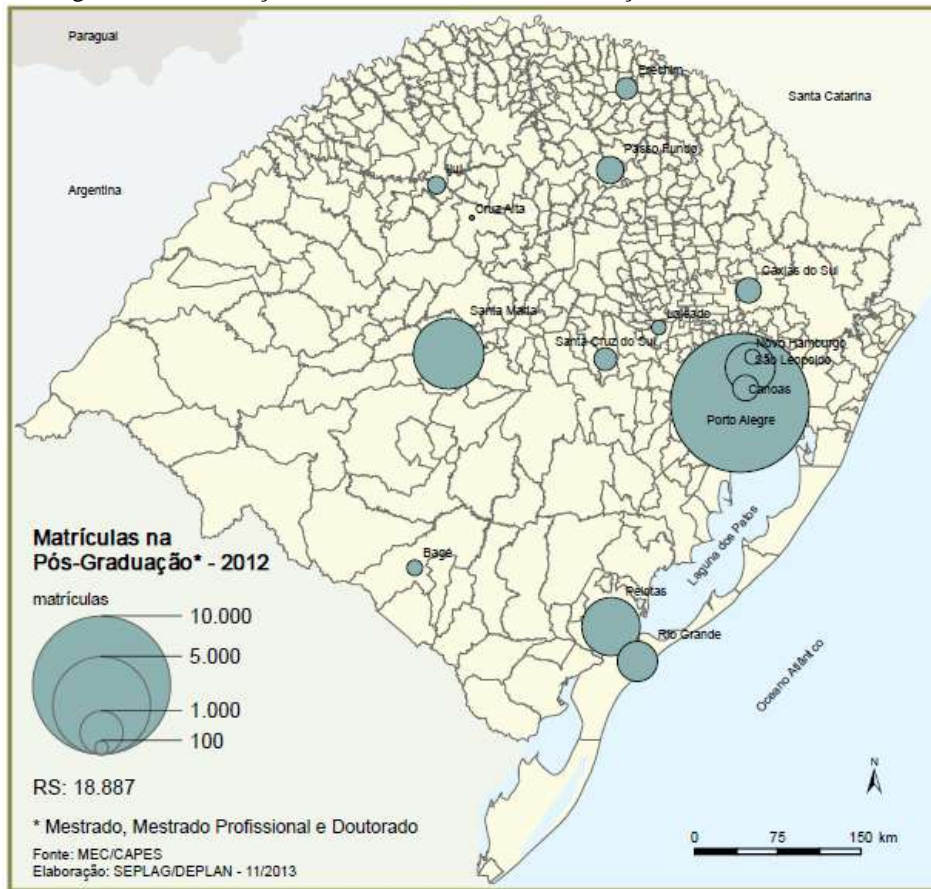 Paraguai
Erechim
Santa Catarina
Passo Fundo
Argentina
Ijuí
Cruz Alta
Caxias do Sul
Santa Maria
Lajeado
Santa Cruz do Sul
Novo Hamburgo
São Leopoldo
Canoas
Porto Alegre
Laguna dos Patos
Bagé
Pelotas
Rio Grande
Oceano Atlântico
Matrículas na
Pós-Graduação* - 2012
matrículas
10.000
5.000
1.000
100
RS: 18.887
* Mestrado, Mestrado Profissional e Doutorado
Fonte: MEC/CAPES
Elaboração: SEPLAG/DEPLAN - 11/2013
N
0 75 150 km